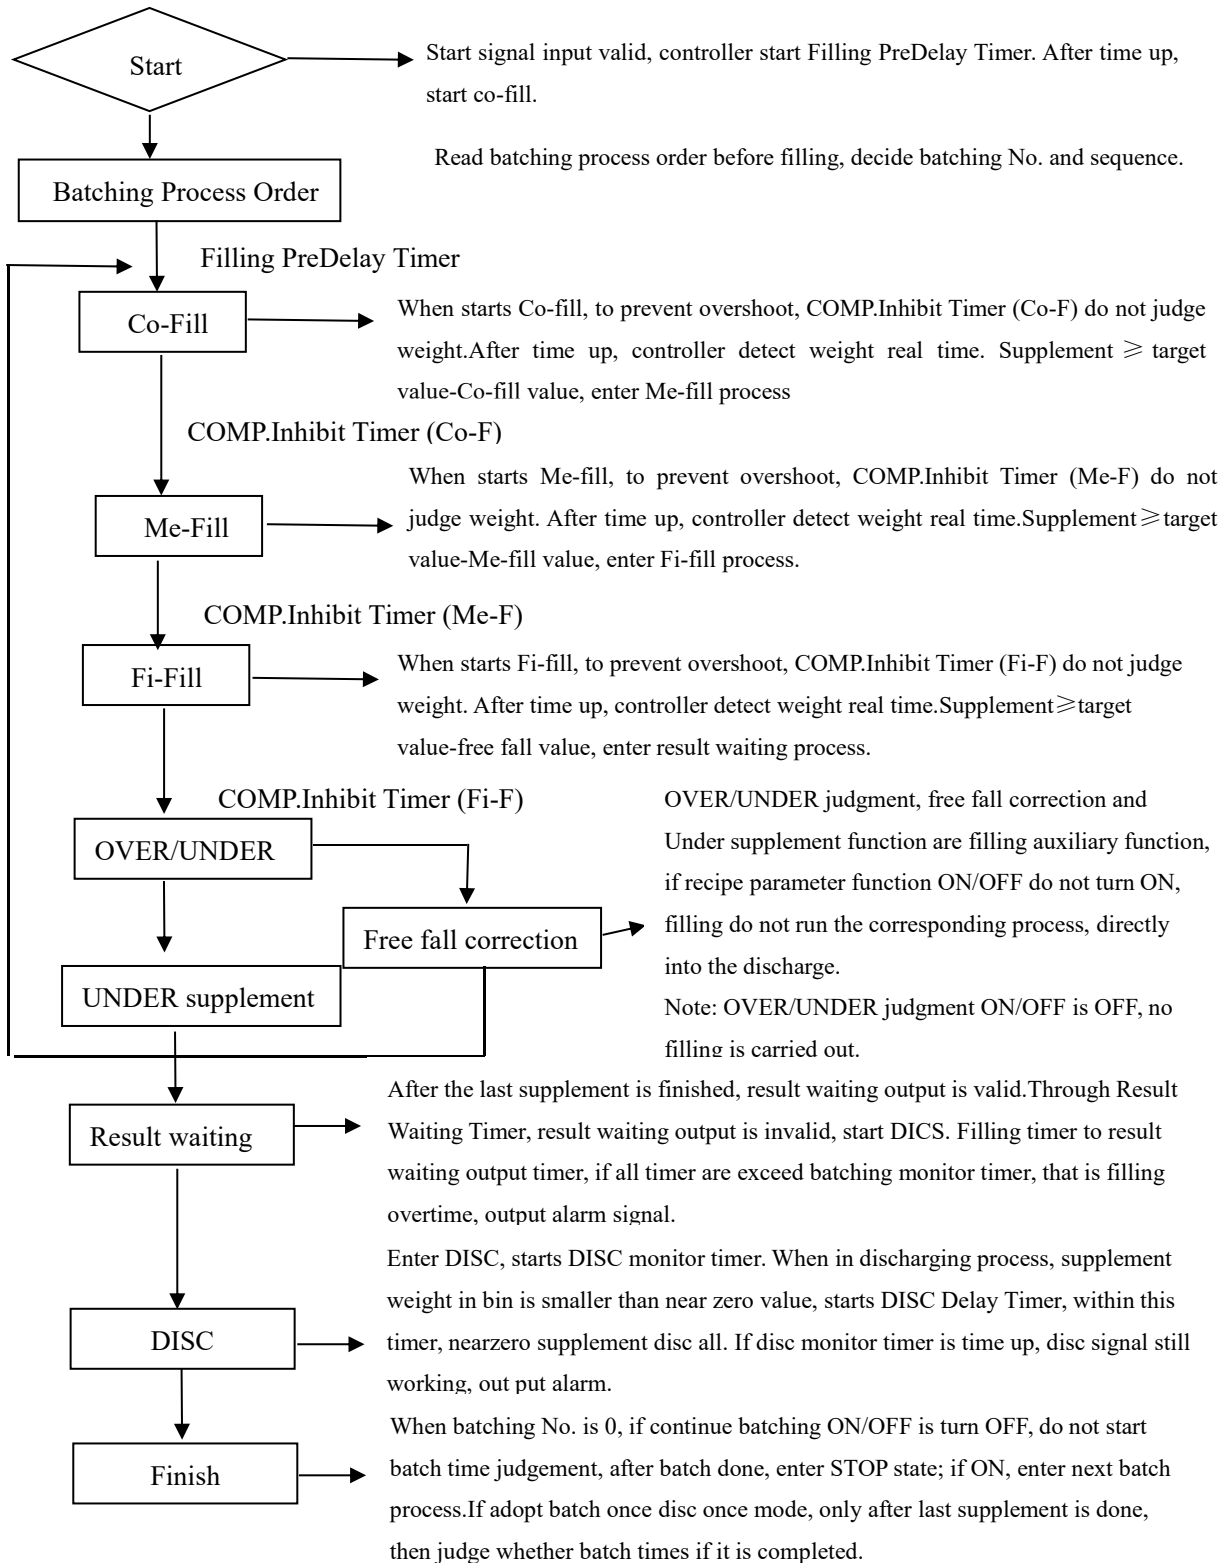 Start
Start signal input valid, controller start Filling PreDelay Timer. After time up,
start co-fill.
Read batching process order before filling, decide batching No. and sequence.
Batching Process Order
Filling PreDelay Timer
Co-Fill
When starts Co-fill, to prevent overshoot, COMP.Inhibit Timer (Co-F) do not judge
weight.After time up, controller detect weight real time. Supplement ≥ target
value-Co-fill value, enter Me-fill process
COMP.Inhibit Timer (Co-F)
Me-Fill
When starts Me-fill, to prevent overshoot, COMP.Inhibit Timer (Me-F) do not
judge weight. After time up, controller detect weight real time.Supplement≥target
value-Me-fill value, enter Fi-fill process.
COMP.Inhibit Timer (Me-F)
Fi-Fill
When starts Fi-fill, to prevent overshoot, COMP.Inhibit Timer (Fi-F) do not judge
weight. After time up, controller detect weight real time.Supplement≥target
value-free fall value, enter result waiting process.
COMP.Inhibit Timer (Fi-F)
OVER/UNDER
Free fall correction
UNDER supplement
OVER/UNDER judgment, free fall correction and
Under supplement function are filling auxiliary function,
if recipe parameter function ON/OFF do not turn ON,
filling do not run the corresponding process, directly
into the discharge.
Note: OVER/UNDER judgment ON/OFF is OFF, no
filling is carried out.
Result waiting
After the last supplement is finished, result waiting output is valid.Through Result
Waiting Timer, result waiting output is invalid, start DICS. Filling timer to result
waiting output timer, if all timer are exceed batching monitor timer, that is filling
overtime, output alarm signal.
DISC
Enter DISC, starts DISC monitor timer. When in discharging process, supplement
weight in bin is smaller than near zero value, starts DISC Delay Timer, within this
timer, nearzero supplement disc all. If disc monitor timer is time up, disc signal still
working, out put alarm.
Finish
When batching No. is 0, if continue batching ON/OFF is turn OFF, do not start
batch time judgement, after batch done, enter STOP state; if ON, enter next batch
process.If adopt batch once disc once mode, only after last supplement is done,
then judge whether batch times if it is completed.